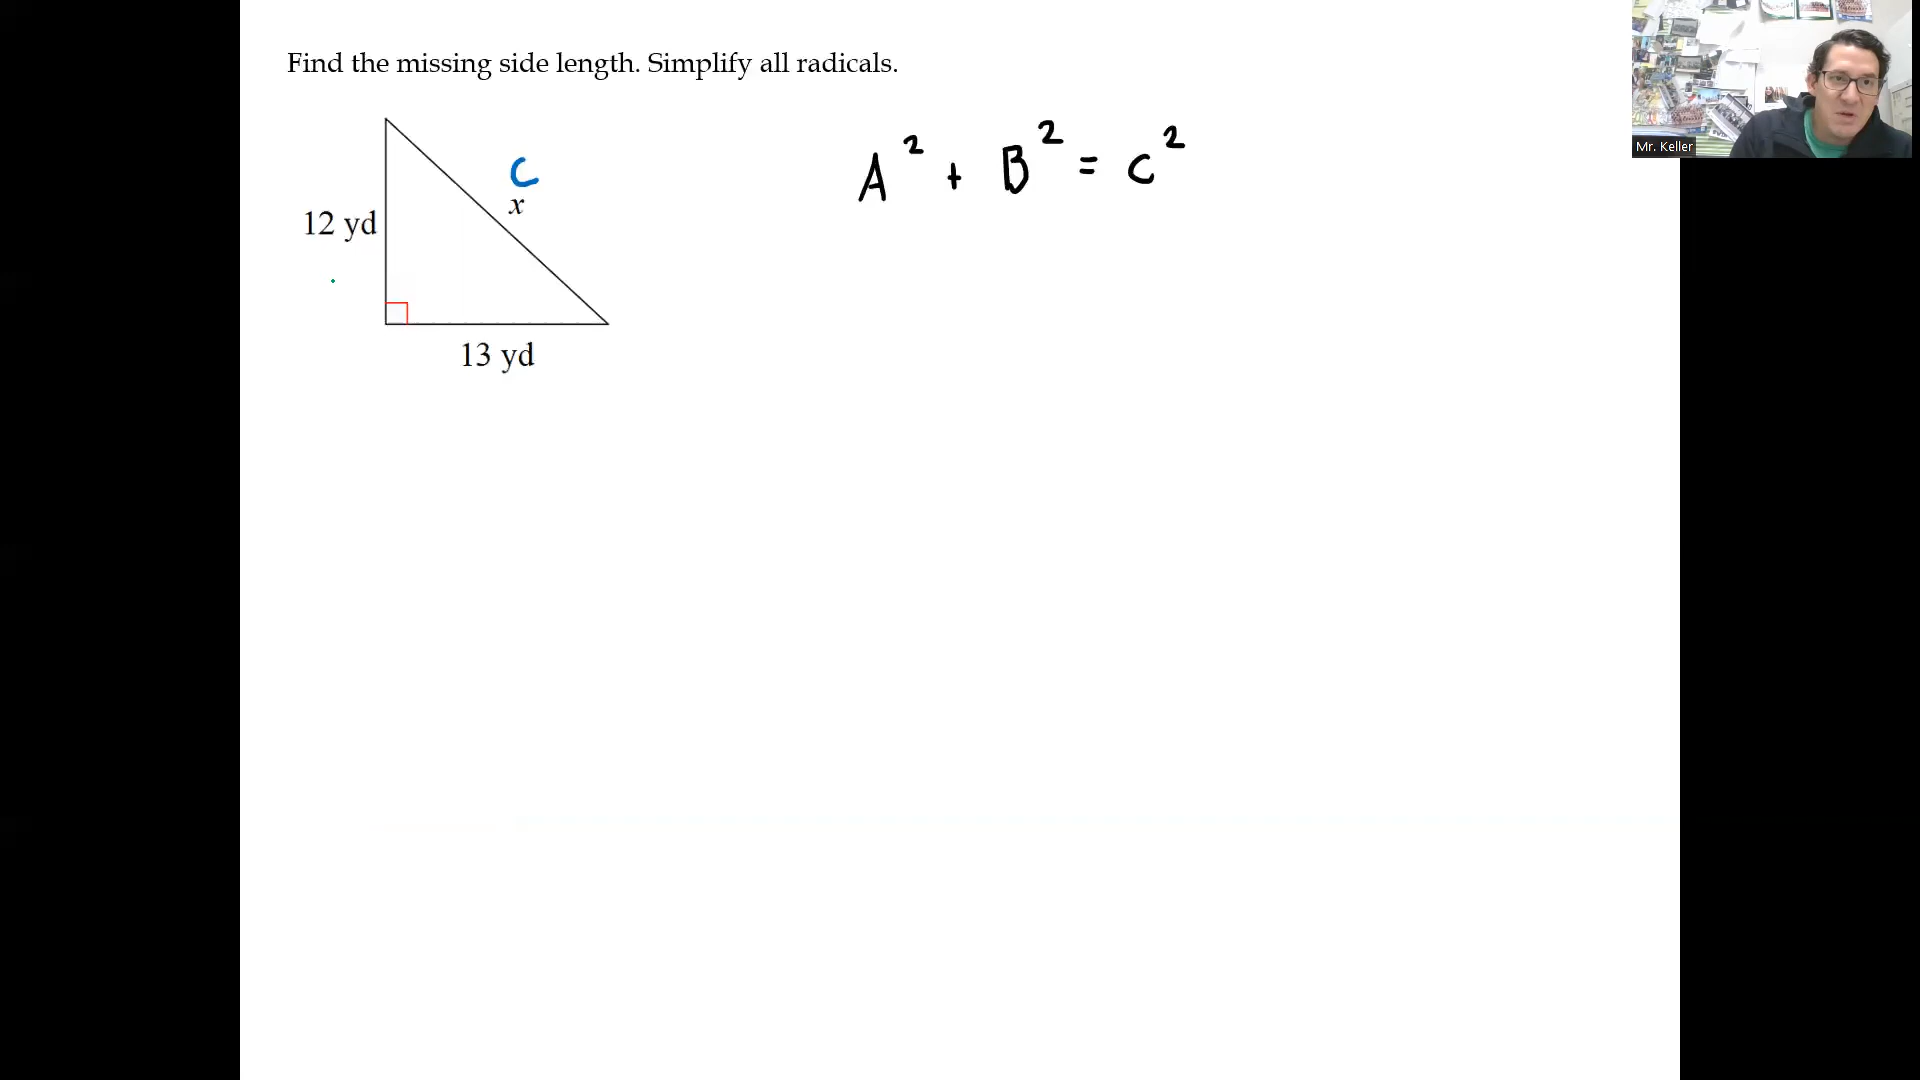 Find the missing side length. Simplify all radicals.
C
x
12 yd
13 yd
A² + B² = C²
Mr. Keller